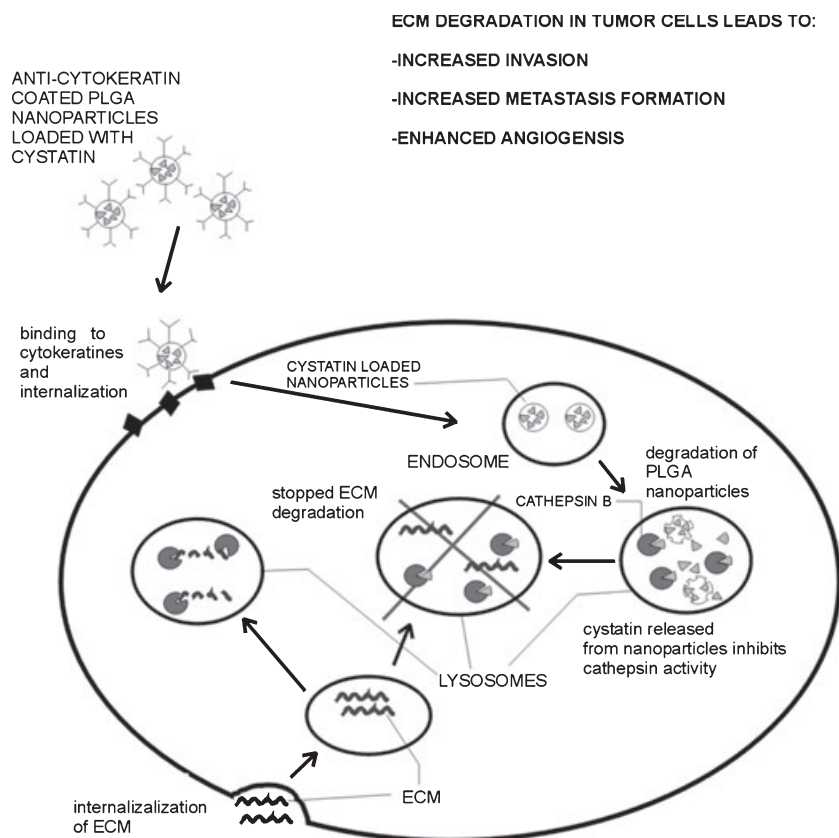 ECM DEGRADATION IN TUMOR CELLS LEADS TO:
-INCREASED INVASION
-INCREASED METASTASIS FORMATION
-ENHANCED ANGIOGENSIS
ANTI-CYTOKERATIN
COATED PLGA
NANOPARTICLES
LOADED WITH
CYSTATIN
binding to
cytokeratines
and
internalization
CYSTATIN LOADED
NANOPARTICLES
ENDOSOME
degradation of
PLGA
nanoparticles
stopped ECM
degradation
CATHEPSIN B
cystatin released
from nanoparticles inhibits
cathepsin activity
LYSOSOMES
ECM
internalizalization
of ECM